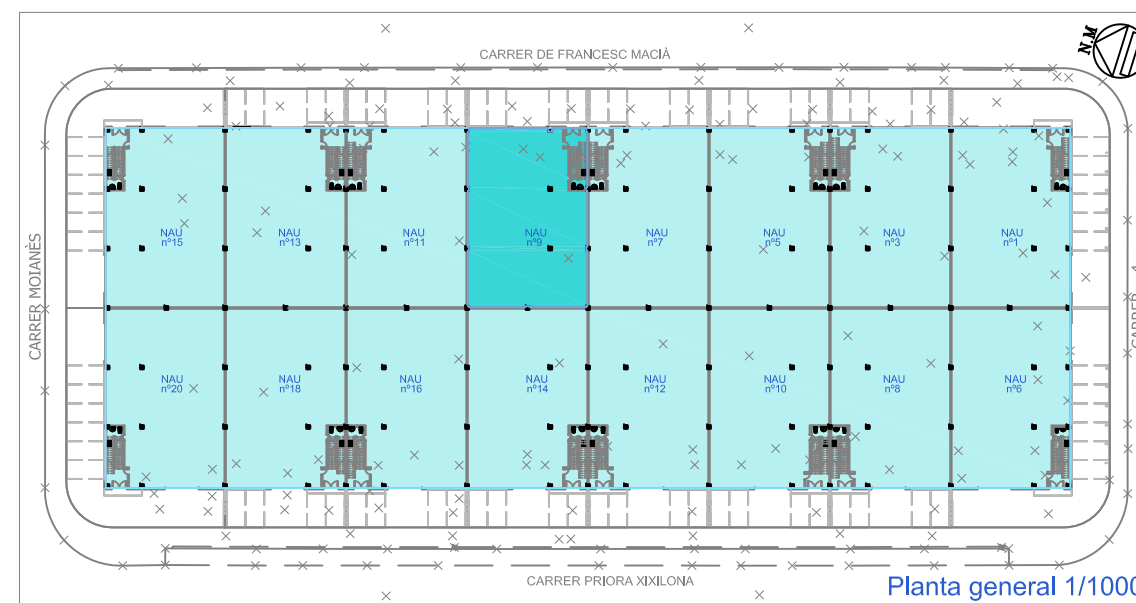 N.M
CARRER DE FRANCESC MACIÀ
NAU
nº15
NAU
nº13
NAU
nº11
NAU
nº9
NAU
nº7
NAU
nº5
NAU
nº3
NAU
nº1
CARRER MOIANÈS
NAU
nº20
NAU
nº18
NAU
nº16
NAU
nº14
NAU
nº12
NAU
nº10
NAU
nº8
NAU
nº6
CARRER PRIORA XIXILONA
Planta general 1/1000